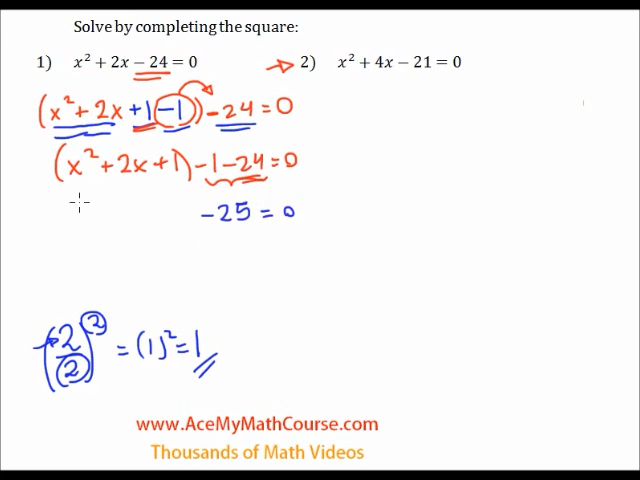 Solve by completing the square:
1) x² + 2x − 24 = 0
2) x² + 4x − 21 = 0
(x² + 2x + 1 − 1) − 24 = 0
(x² + 2x + 1) − 1 − 24 = 0
− 25 = 0
(2/2)² = (1)² = 1
www.AceMyMathCourse.com
Thousands of Math Videos